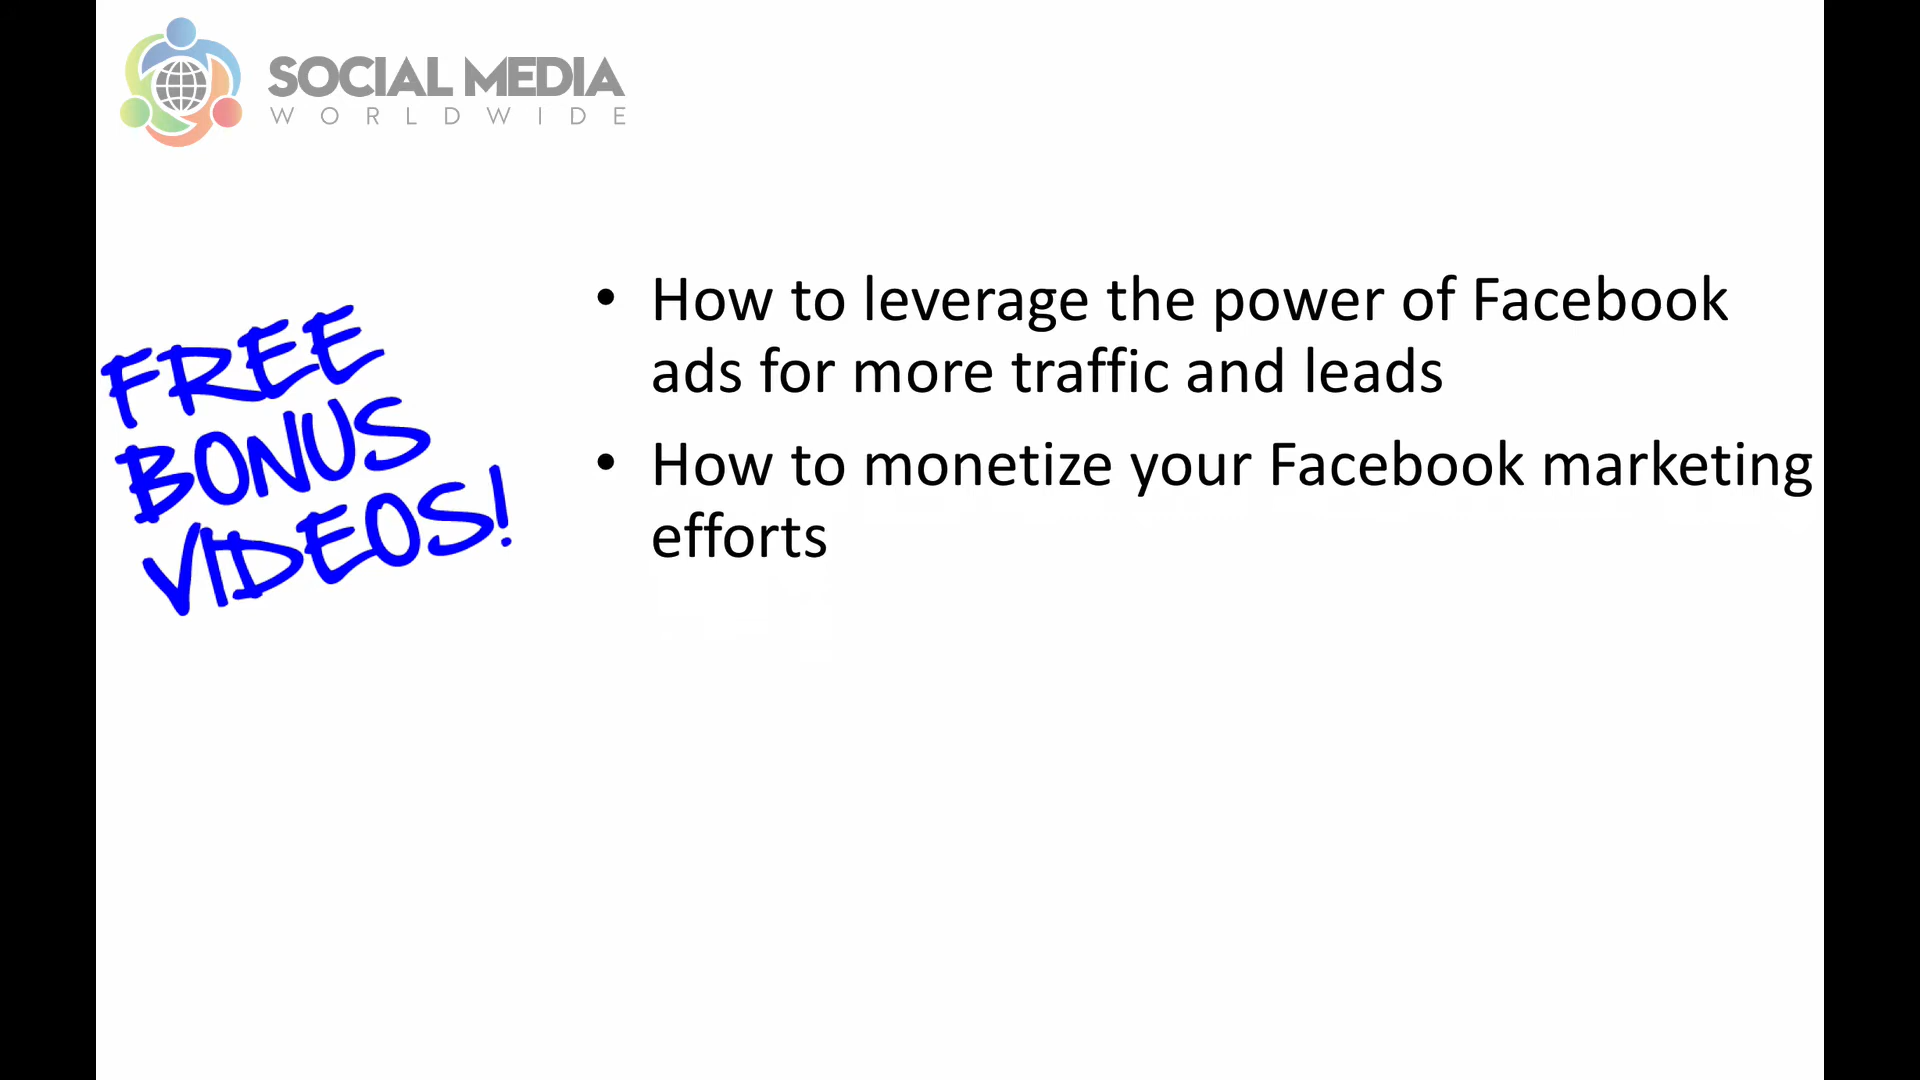 SOCIAL MEDIA
WORLDWIDE
FREE
BONUS
VIDEOS!
• How to leverage the power of Facebook
ads for more traffic and leads
• How to monetize your Facebook marketing
efforts